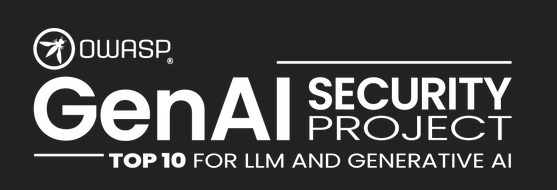 OWASP®
GenAI SECURITY
PROJECT
TOP 10 FOR LLM AND GENERATIVE AI